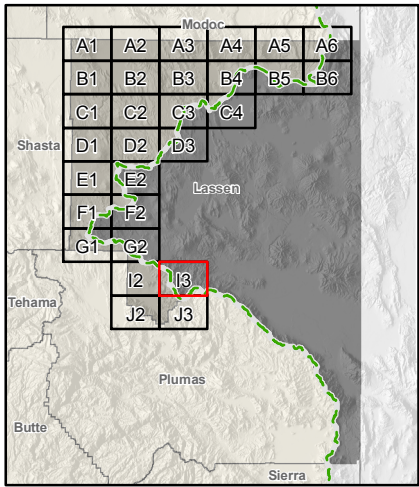 Modoc
A1 A2 A3 A4 A5 A6
B1 B2 B3 B4 B5 B6
C1 C2 C3 C4
Shasta
D1 D2 D3
E1 E2
Lassen
F1 F2
G1 G2
I2 I3
Tehama
J2 J3
Plumas
Butte
Sierra